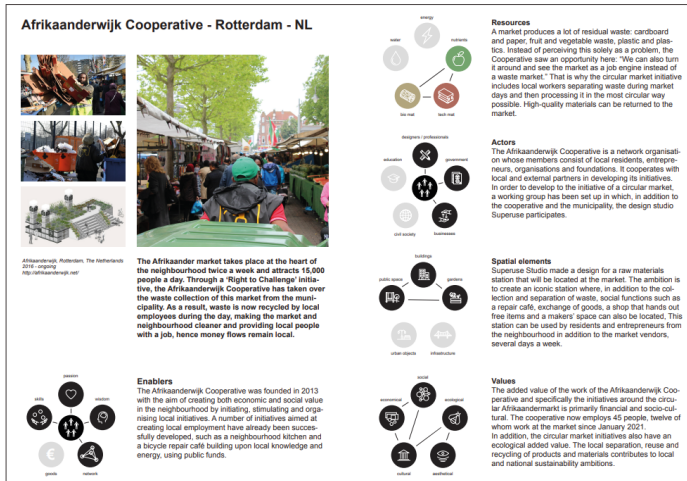 Afrikaanderwijk Cooperative - Rotterdam - NL
Afrikaanderwijk, Rotterdam, The Netherlands
2016 - ongoing
http://afrikaanderwijk.net/
The Afrikaander market takes place at the heart of
the neighbourhood twice a week and attracts 15,000
people a day. Through a 'Right to Challenge' initia-
tive, the Afrikaander Cooperative has taken over
the waste collection of this market from the muni-
cipality. As a result, waste is now recycled by local
employees during the day, making the market and
neighbourhood cleaner and providing local people
with a job, hence money flows remain local.
passion
skills
wisdom
goods
network
Enablers
The Afrikaanderwijk Cooperative was founded in 2013
with the aim of creating both economic and social value
in the neighbourhood by initiating, stimulating and orga-
nising local initiatives. A number of initiatives aimed at
creating local employment have already been succes-
sfully developed, such as a neighbourhood kitchen and
a bicycle repair café building upon local knowledge and
energy, using public funds.
energy
water
nutrients
bio mat
tech mat
Resources
A market produces a lot of residual waste: cardboard
and paper, fruit and vegetable waste, plastic and plas-
tics. Instead of perceiving this solely as a problem, the
Cooperative saw an opportunity here: "We can also turn
it around and see the market as a job engine instead of
a waste market." That is why the circular market initiative
includes local workers separating waste during market
days and then processing it in the most circular way
possible. High-quality materials can be returned to the
market.
designers / professionals
education
government
civil society
businesses
Actors
The Afrikaander Cooperative is a network organisati-
on whose members consist of local residents, entrepre-
neurs, organisations and foundations. It cooperates with
local and external partners in developing its initiatives.
In order to develop to the initiative of a circular market,
a working group has been set up in which, in addition to
the cooperative and the municipality, the design studio
Superuse participates.
buildings
public space
gardens
urban objects
infrastructure
Spatial elements
Superuse Studio made a design for a raw materials
station that will be located at the market. The ambition is
to create an iconic station where, in addition to the col-
lection and separation of waste, social functions such as
a repair café, exchange of goods, a shop that hands out
free items and a makers' space can also be located, This
station can be used by residents and entrepreneurs from
the neighbourhood in addition to the market vendors,
several days a week.
social
economical
ecological
cultural
aesthetical
Values
The added value of the work of the Afrikaanderwijk Coo-
perative and specifically the initiatives around the circu-
lar Afrikaandermarkt is primarily financial and socio-cul-
tural. The cooperative now employs 45 people, twelve of
whom work at the market since January 2021.
In addition, the circular market initiatives also have an
ecological added value. The local separation, reuse and
recycling of products and materials contributes to local
and national sustainability ambitions.